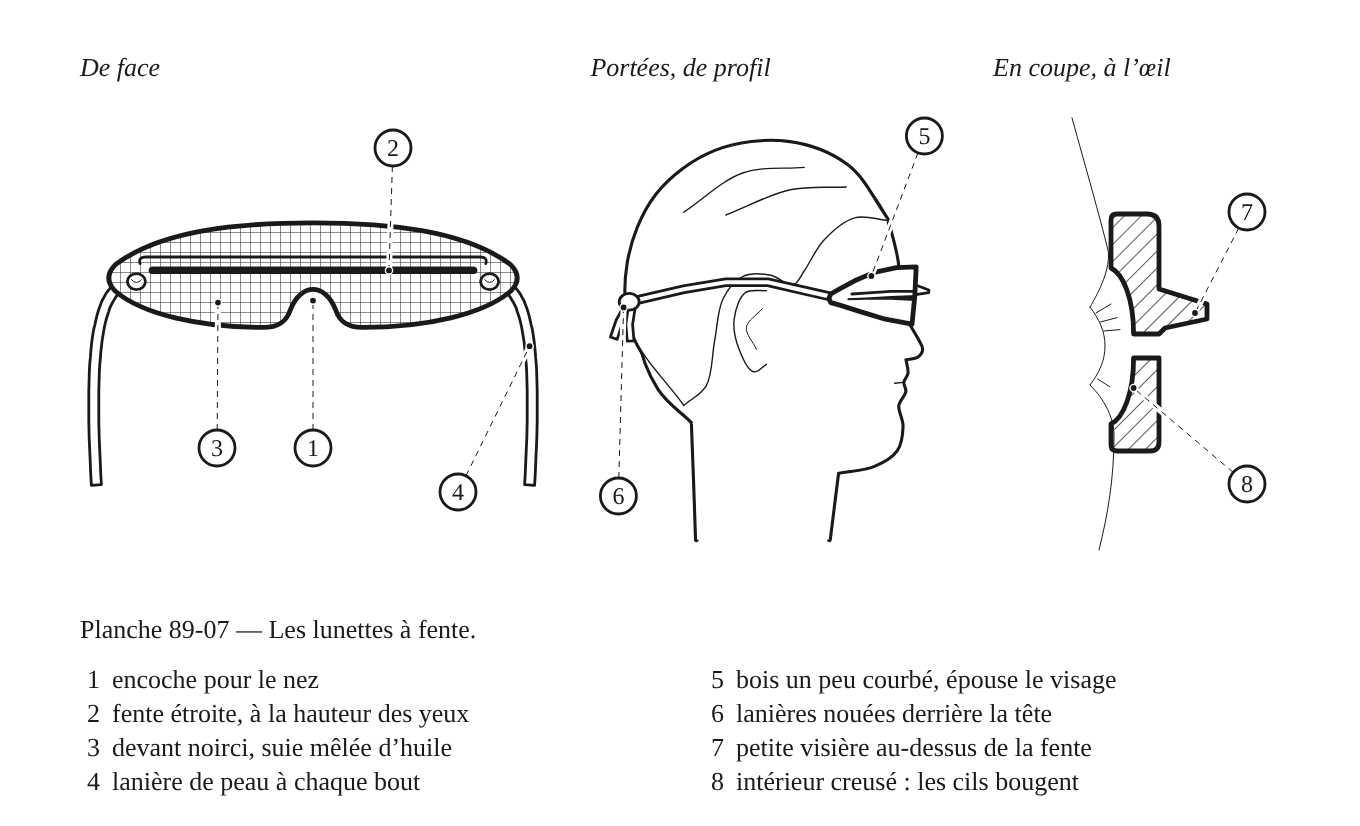 De face
Portées, de profil
En coupe, à l’œil
2
5
7
3
1
4
6
8
Planche 89-07 — Les lunettes à fente.
1 encoche pour le nez
2 fente étroite, à la hauteur des yeux
3 devant noirci, suie mêlée d’huile
4 lanière de peau à chaque bout
5 bois un peu courbé, épouse le visage
6 lanières nouées derrière la tête
7 petite visière au-dessus de la fente
8 intérieur creusé : les cils bougent